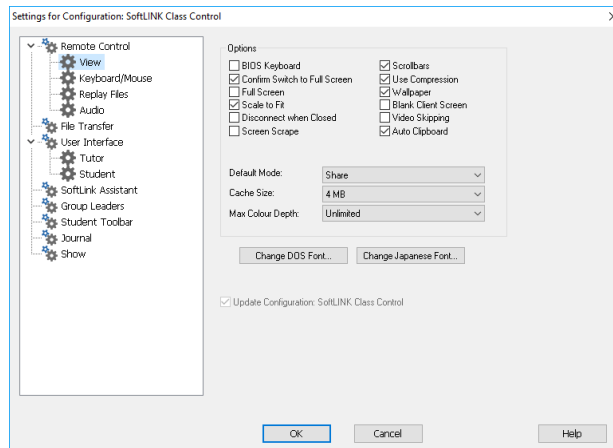 Settings for Configuration: SoftLINK Class Control
Remote Control
View
Keyboard/Mouse
Replay Files
Audio
File Transfer
User Interface
Tutor
Student
SoftLink Assistant
Group Leaders
Student Toolbar
Journal
Show
Options
BIOS Keyboard
Confirm Switch to Full Screen
Full Screen
Scale to Fit
Disconnect when Closed
Screen Scrape
Scrollbars
Use Compression
Wallpaper
Blank Client Screen
Video Skipping
Auto Clipboard
Default Mode: Share
Cache Size: 4 MB
Max Colour Depth: Unlimited
Change DOS Font... Change Japanese Font...
Update Configuration: SoftLINK Class Control
OK Cancel Help